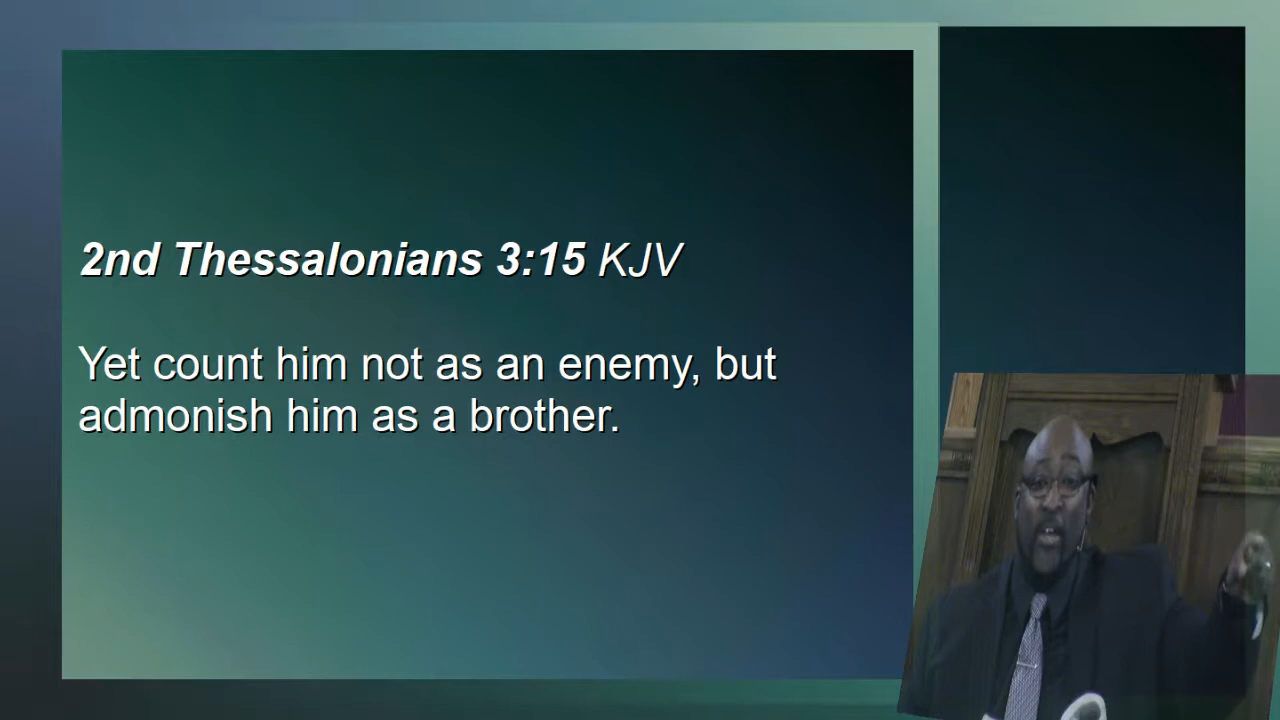 2nd Thessalonians 3:15 KJV
Yet count him not as an enemy, but
admonish him as a brother.